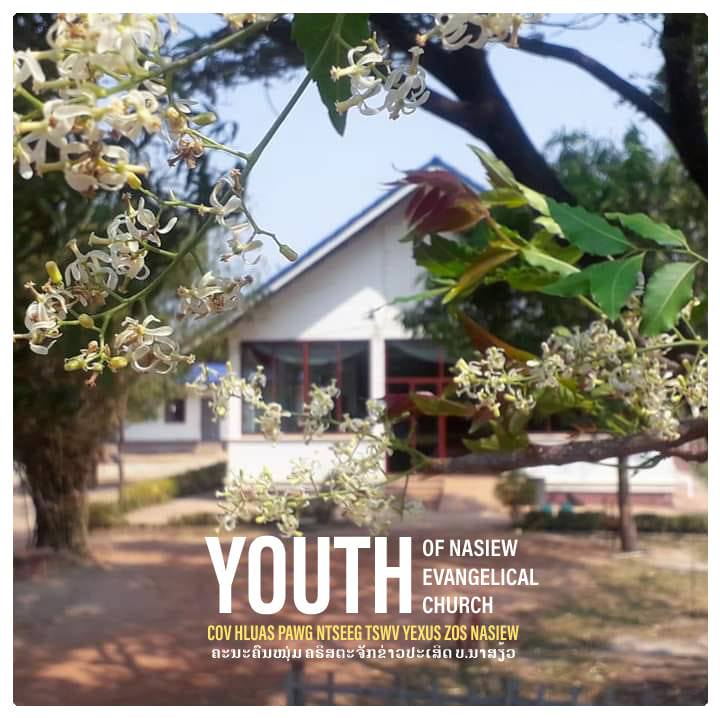 YOUTH
OF NASIEW
EVANGELICAL
CHURCH
COV HLUAS PAWG NTSEEG TSWV YEXUS ZOS NASIEW
ຄະນະຄົນໜຸ່ມ ຄຣິສຕະຈັກຂ່າວປະເສີດ ບ.ນາສຽວ